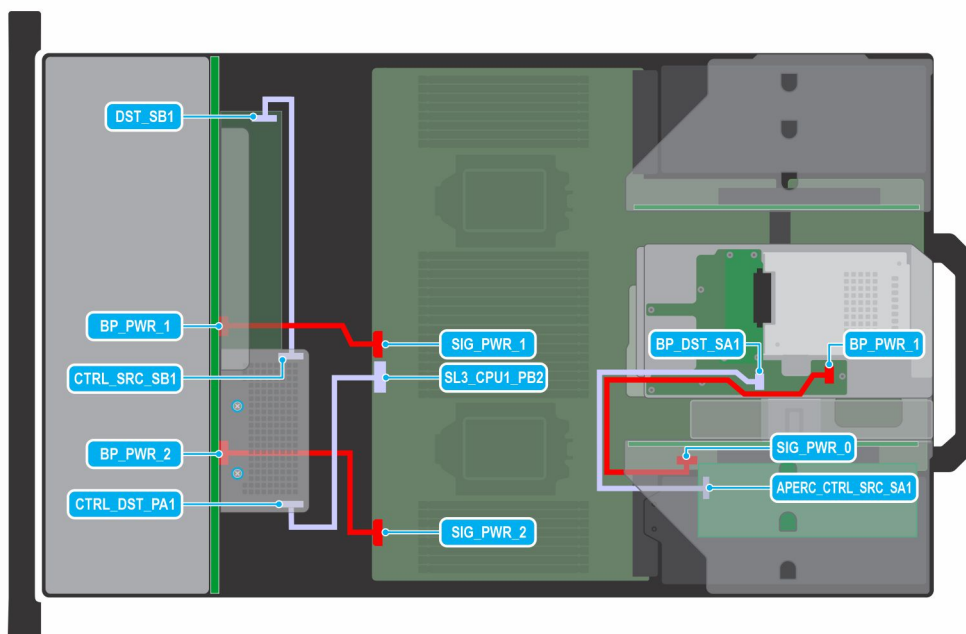 DST_SB1
BP_PWR_1
CTRL_SRC_SB1
BP_PWR_2
CTRL_DST_PA1
SIG_PWR_1
SL3_CPU1_PB2
SIG_PWR_2
BP_DST_SA1
BP_PWR_1
SIG_PWR_0
APERC_CTRL_SRC_SA1